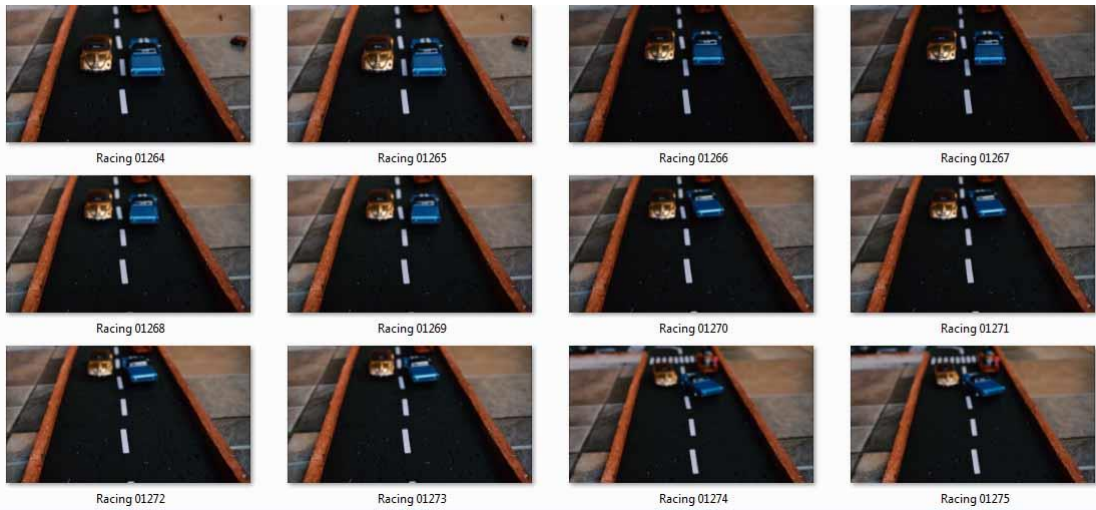 Racing 01264
Racing 01265
Racing 01266
Racing 01267
Racing 01268
Racing 01269
Racing 01270
Racing 01271
Racing 01272
Racing 01273
Racing 01274
Racing 01275